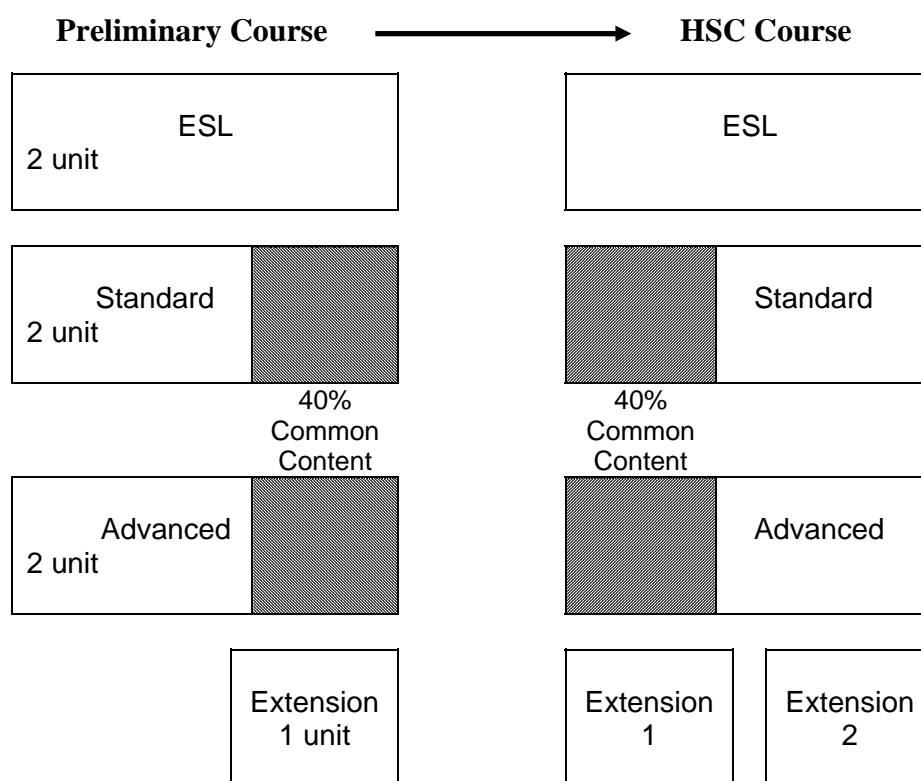 Preliminary Course
HSC Course
ESL
2 unit
ESL
Standard
2 unit
Standard
40%
Common
Content
40%
Common
Content
Advanced
2 unit
Advanced
Extension
1 unit
Extension
1
Extension
2